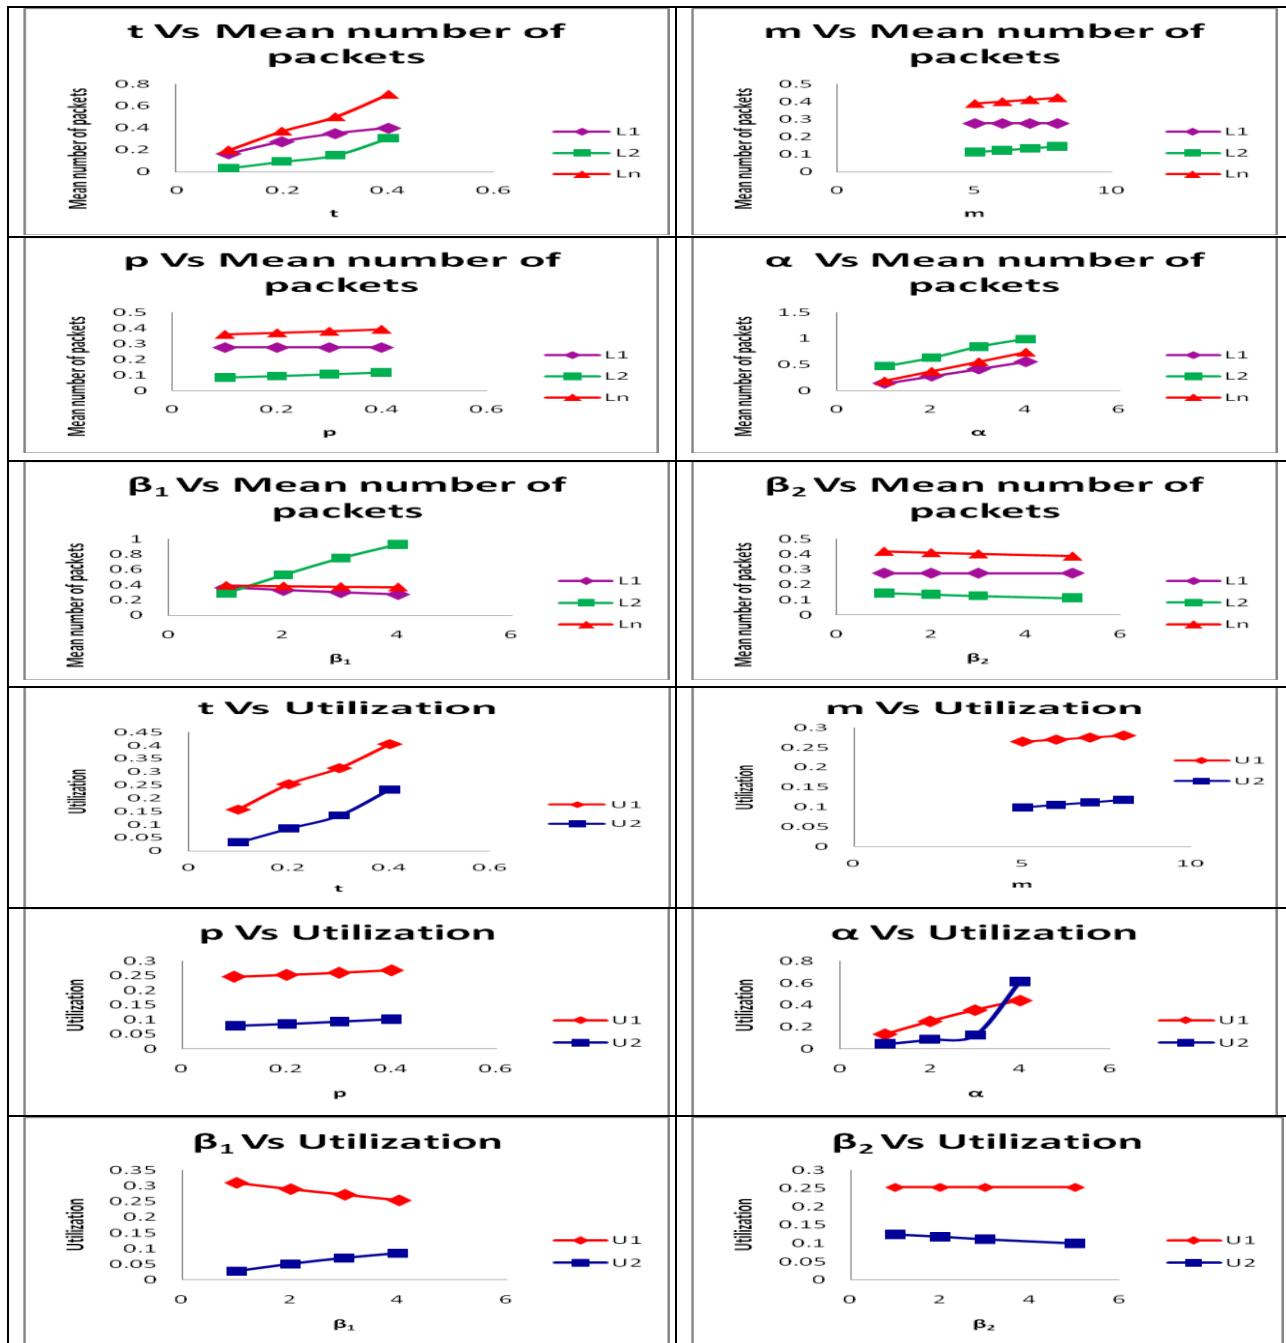 t Vs Mean number of
packets
Mean number of packets
0.8
0.6
0.4
0.2
0
0 0.2 0.4 0.6
t
L1
L2
Ln
m Vs Mean number of
packets
Mean number of packets
0.5
0.4
0.3
0.2
0.1
0
0 5 10
m
L1
L2
Ln
p Vs Mean number of
packets
Mean number of packets
0.5
0.4
0.3
0.2
0.1
0
0 0.2 0.4 0.6
p
L1
L2
Ln
α Vs Mean number of
packets
Mean number of packets
1.5
1
0.5
0
0 2 4 6
α
L1
L2
Ln
β₁ Vs Mean number of
packets
Mean number of packets
1
0.8
0.6
0.4
0.2
0
0 2 4 6
β₁
L1
L2
Ln
β₂ Vs Mean number of
packets
Mean number of packets
0.5
0.4
0.3
0.2
0.1
0
0 2 4 6
β₂
L1
L2
Ln
t Vs Utilization
Utilization
0.45
0.4
0.35
0.3
0.25
0.2
0.15
0.1
0.05
0
0 0.2 0.4 0.6
t
U1
U2
m Vs Utilization
Utilization
0.3
0.25
0.2
0.15
0.1
0.05
0
0 5 10
m
U1
U2
p Vs Utilization
Utilization
0.3
0.25
0.2
0.15
0.1
0.05
0
0 0.2 0.4 0.6
p
U1
U2
α Vs Utilization
Utilization
0.8
0.6
0.4
0.2
0
0 2 4 6
α
U1
U2
β₁ Vs Utilization
Utilization
0.35
0.3
0.25
0.2
0.15
0.1
0.05
0
0 2 4 6
β₁
U1
U2
β₂ Vs Utilization
Utilization
0.3
0.25
0.2
0.15
0.1
0.05
0
0 2 4 6
β₂
U1
U2